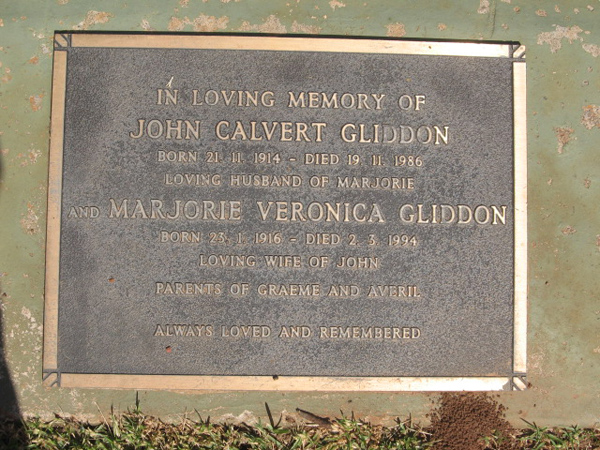 IN LOVING MEMORY OF
JOHN CALVERT GLIDDON
BORN 21. 11. 1914 - DIED 19. 11. 1986
LOVING HUSBAND OF MARJORIE
AND MARJORIE VERONICA GLIDDON
BORN 23. 1. 1916 - DIED 2. 3. 1994
LOVING WIFE OF JOHN
PARENTS OF GRAEME AND AVERIL
ALWAYS LOVED AND REMEMBERED